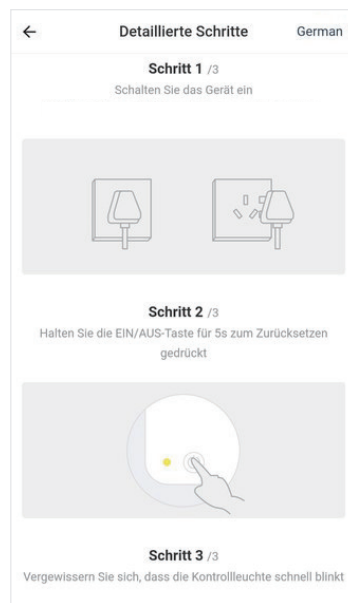 ← Detaillierte Schritte German
Schritt 1 /3
Schalten Sie das Gerät ein
Schritt 2 /3
Halten Sie die EIN/AUS-Taste für 5s zum Zurücksetzen
gedrückt
Schritt 3 /3
Vergewissern Sie sich, dass die Kontrollleuchte schnell blinkt